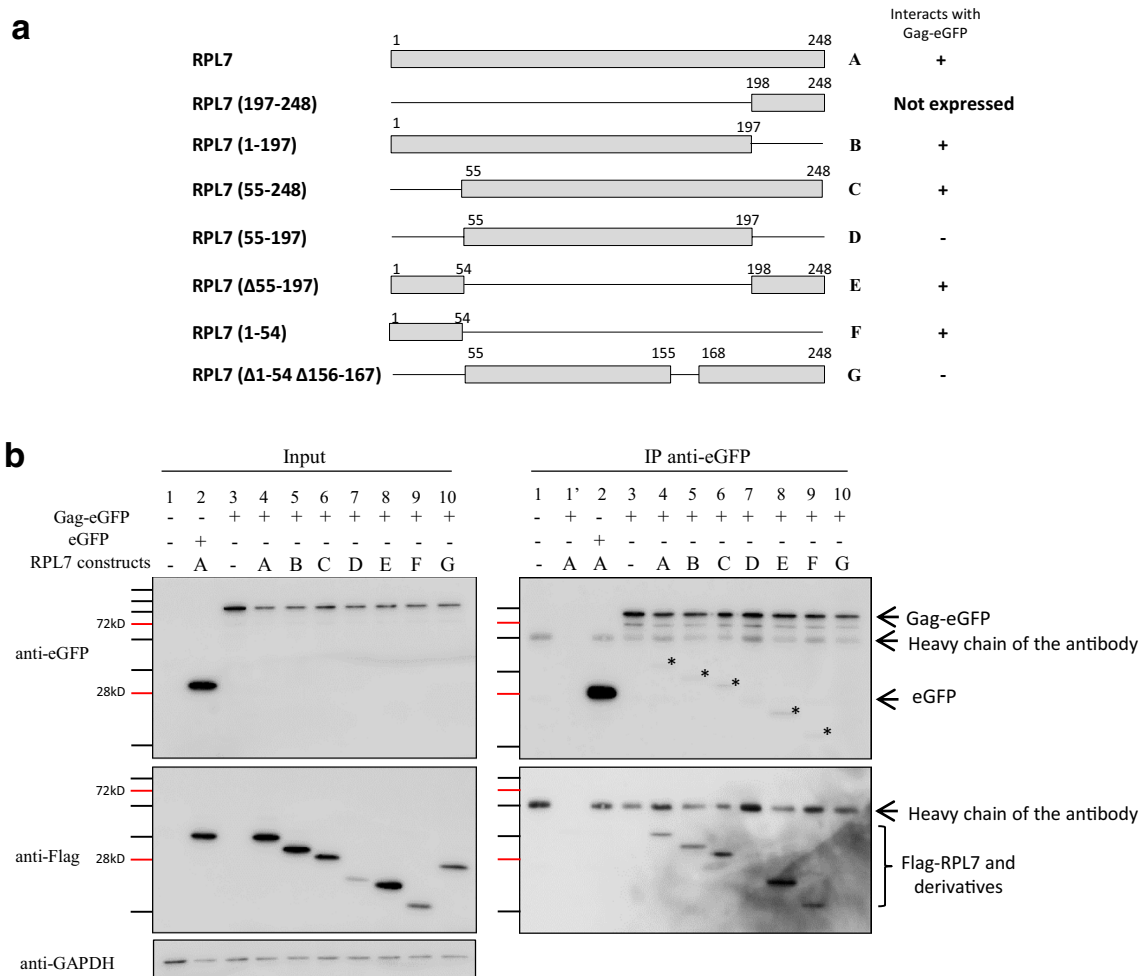 a
Interacts with
Gag-eGFP
1 248
RPL7 A +
198 248
RPL7 (197-248) Not expressed
1 197
RPL7 (1-197) B +
55 248
RPL7 (55-248) C +
55 197
RPL7 (55-197) D -
1 54 198 248
RPL7 (Δ55-197) E +
1 54
RPL7 (1-54) F +
55 155 168 248
RPL7 (Δ1-54 Δ156-167) G -
b
Input IP anti-eGFP
1 2 3 4 5 6 7 8 9 10 1 1’ 2 3 4 5 6 7 8 9 10
Gag-eGFP - - + + + + + + + + - + - + + + + + + + +
eGFP - + - - - - - - - - - - + - - - - - - - -
RPL7 constructs - A - A B C D E F G - A A - A B C D E F G
72kD
Gag-eGFP
anti-eGFP
Heavy chain of the antibody
* * *
28kD
eGFP
* *
72kD
Heavy chain of the antibody
anti-Flag
28kD
Flag-RPL7 and
derivatives
anti-GAPDH